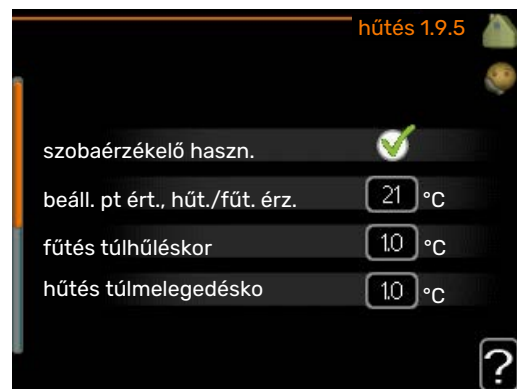 hűtés 1.9.5
szobaérzékelő haszn.
beáll. pt ért., hűt./fűt. érz. 21 °C
fűtés túlhűléskor 1.0 °C
hűtés túlmelegedésko 1.0 °C
?